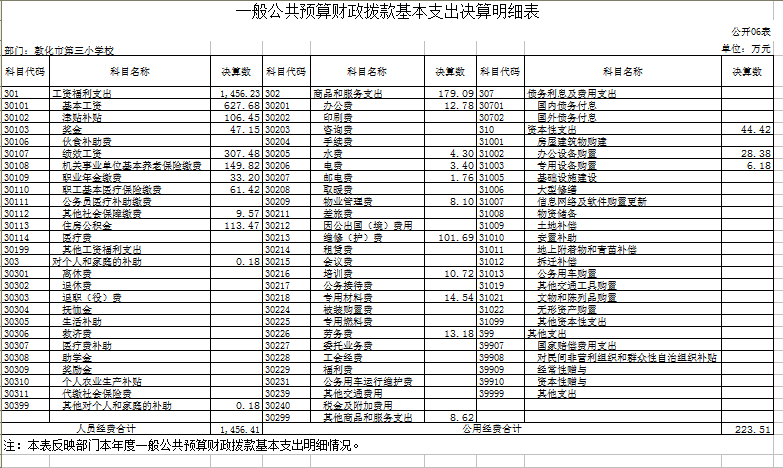 一般公共预算财政拨款基本支出决算明细表
公开06表
部门：敦化市第三小学校 单位：万元
科目代码 科目名称 决算数 科目代码 科目名称 决算数 科目代码 科目名称 决算数
301 工资福利支出 1,456.23 302 商品和服务支出 179.09 307 债务利息及费用支出
30101 基本工资 627.68 30201 办公费 12.78 30701 国内债务付息
30102 津贴补贴 106.45 30202 印刷费 30702 国外债务付息
30103 奖金 47.15 30203 咨询费 310 资本性支出 44.42
30106 伙食补助费 30204 手续费 31001 房屋建筑物购建
30107 绩效工资 307.48 30205 水费 4.30 31002 办公设备购置 28.38
30108 机关事业单位基本养老保险缴费 149.82 30206 电费 3.40 31003 专用设备购置 6.18
30109 职业年金缴费 33.20 30207 邮电费 1.76 31005 基础设施建设
30110 职工基本医疗保险缴费 61.42 30208 取暖费 31006 大型修缮
30111 公务员医疗补助缴费 30209 物业管理费 8.10 31007 信息网络及软件购置更新
30112 其他社会保障缴费 9.57 30211 差旅费 31008 物资储备
30113 住房公积金 113.47 30212 因公出国（境）费用 31009 土地补偿
30114 医疗费 30213 维修（护）费 101.69 31010 安置补助
30199 其他工资福利支出 30214 租赁费 31011 地上附着物和青苗补偿
303 对个人和家庭的补助 0.18 30215 会议费 31012 拆迁补偿
30301 离休费 30216 培训费 10.72 31013 公务用车购置
30302 退休费 30217 公务接待费 31019 其他交通工具购置
30303 退职（役）费 30218 专用材料费 14.54 31021 文物和陈列品购置
30304 抚恤金 30224 被装购置费 31022 无形资产购置
30305 生活补助 30225 专用燃料费 31099 其他资本性支出
30306 救济费 30226 劳务费 13.18 399 其他支出
30307 医疗费补助 30227 委托业务费 39907 国家赔偿费用支出
30308 助学金 30228 工会经费 39908 对民间非营利组织和群众性自治组织补贴
30309 奖励金 30229 福利费 39909 经常性赠与
30310 个人农业生产补贴 30231 公务用车运行维护费 39910 资本性赠与
30311 代缴社会保险费 30239 其他交通费用 39999 其他支出
30399 其他对个人和家庭的补助 0.18 30240 税金及附加费用
30299 其他商品和服务支出 8.62
人员经费合计 1,456.41 公用经费合计 223.51
注：本表反映部门本年度一般公共预算财政拨款基本支出明细情况。